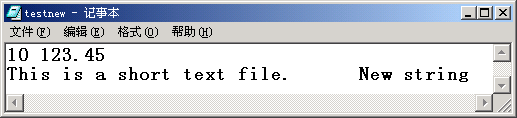 testnew - 记事本
文件(F) 编辑(E) 格式(O) 帮助(H)
10 123.45
This is a short text file.      New string